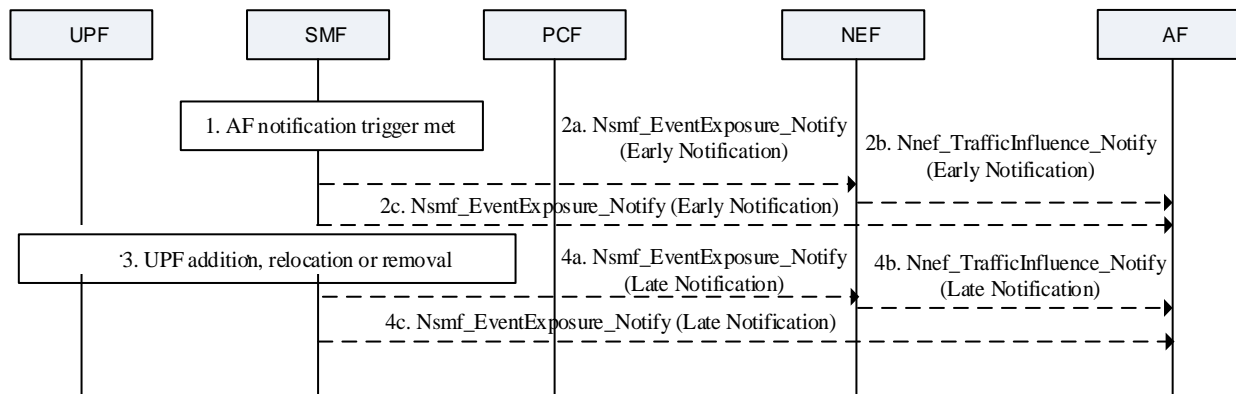 UPF
SMF
PCF
NEF
AF
1. AF notification trigger met
2a. Nsmf_EventExposure_Notify
(Early Notification)
2b. Nnef_TrafficInfluence_Notify
(Early Notification)
2c. Nsmf_EventExposure_Notify (Early Notification)
3. UPF addition, relocation or removal
4a. Nsmf_EventExposure_Notify
(Late Notification)
4b. Nnef_TrafficInfluence_Notify
(Late Notification)
4c. Nsmf_EventExposure_Notify (Late Notification)